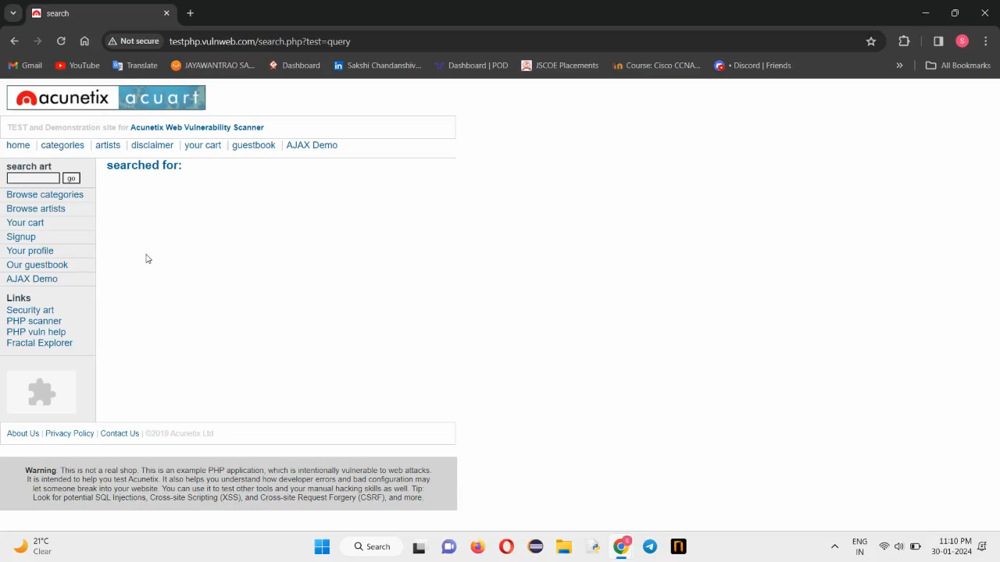 search
Not secure
testphp.vulnweb.com/search.php?test=query
S
Gmail
YouTube
Translate
JAYAWANTRAO SA...
Dashboard
Sakshi Chandanshiv...
Dashboard | POD
JSCOE Placements
Course: Cisco CCNA...
• Discord | Friends
»
All Bookmarks
acunetix acuart
TEST and Demonstration site for Acunetix Web Vulnerability Scanner
home | categories | artists | disclaimer | your cart | guestbook | AJAX Demo
search art
go
Browse categories
Browse artists
Your cart
Signup
Your profile
Our guestbook
AJAX Demo
Links
Security art
PHP scanner
PHP vuln help
Fractal Explorer
searched for:
About Us | Privacy Policy | Contact Us | ©2019 Acunetix Ltd
Warning: This is not a real shop. This is an example PHP application, which is intentionally vulnerable to web attacks.
It is intended to help you test Acunetix. It also helps you understand how developer errors and bad configuration may
let someone break into your website. You can use it to test other tools and your manual hacking skills as well. Tip:
Look for potential SQL Injections, Cross-site Scripting (XSS), and Cross-site Request Forgery (CSRF), and more.
21°C
Clear
Search
ENG
IN
11:10 PM
30-01-2024